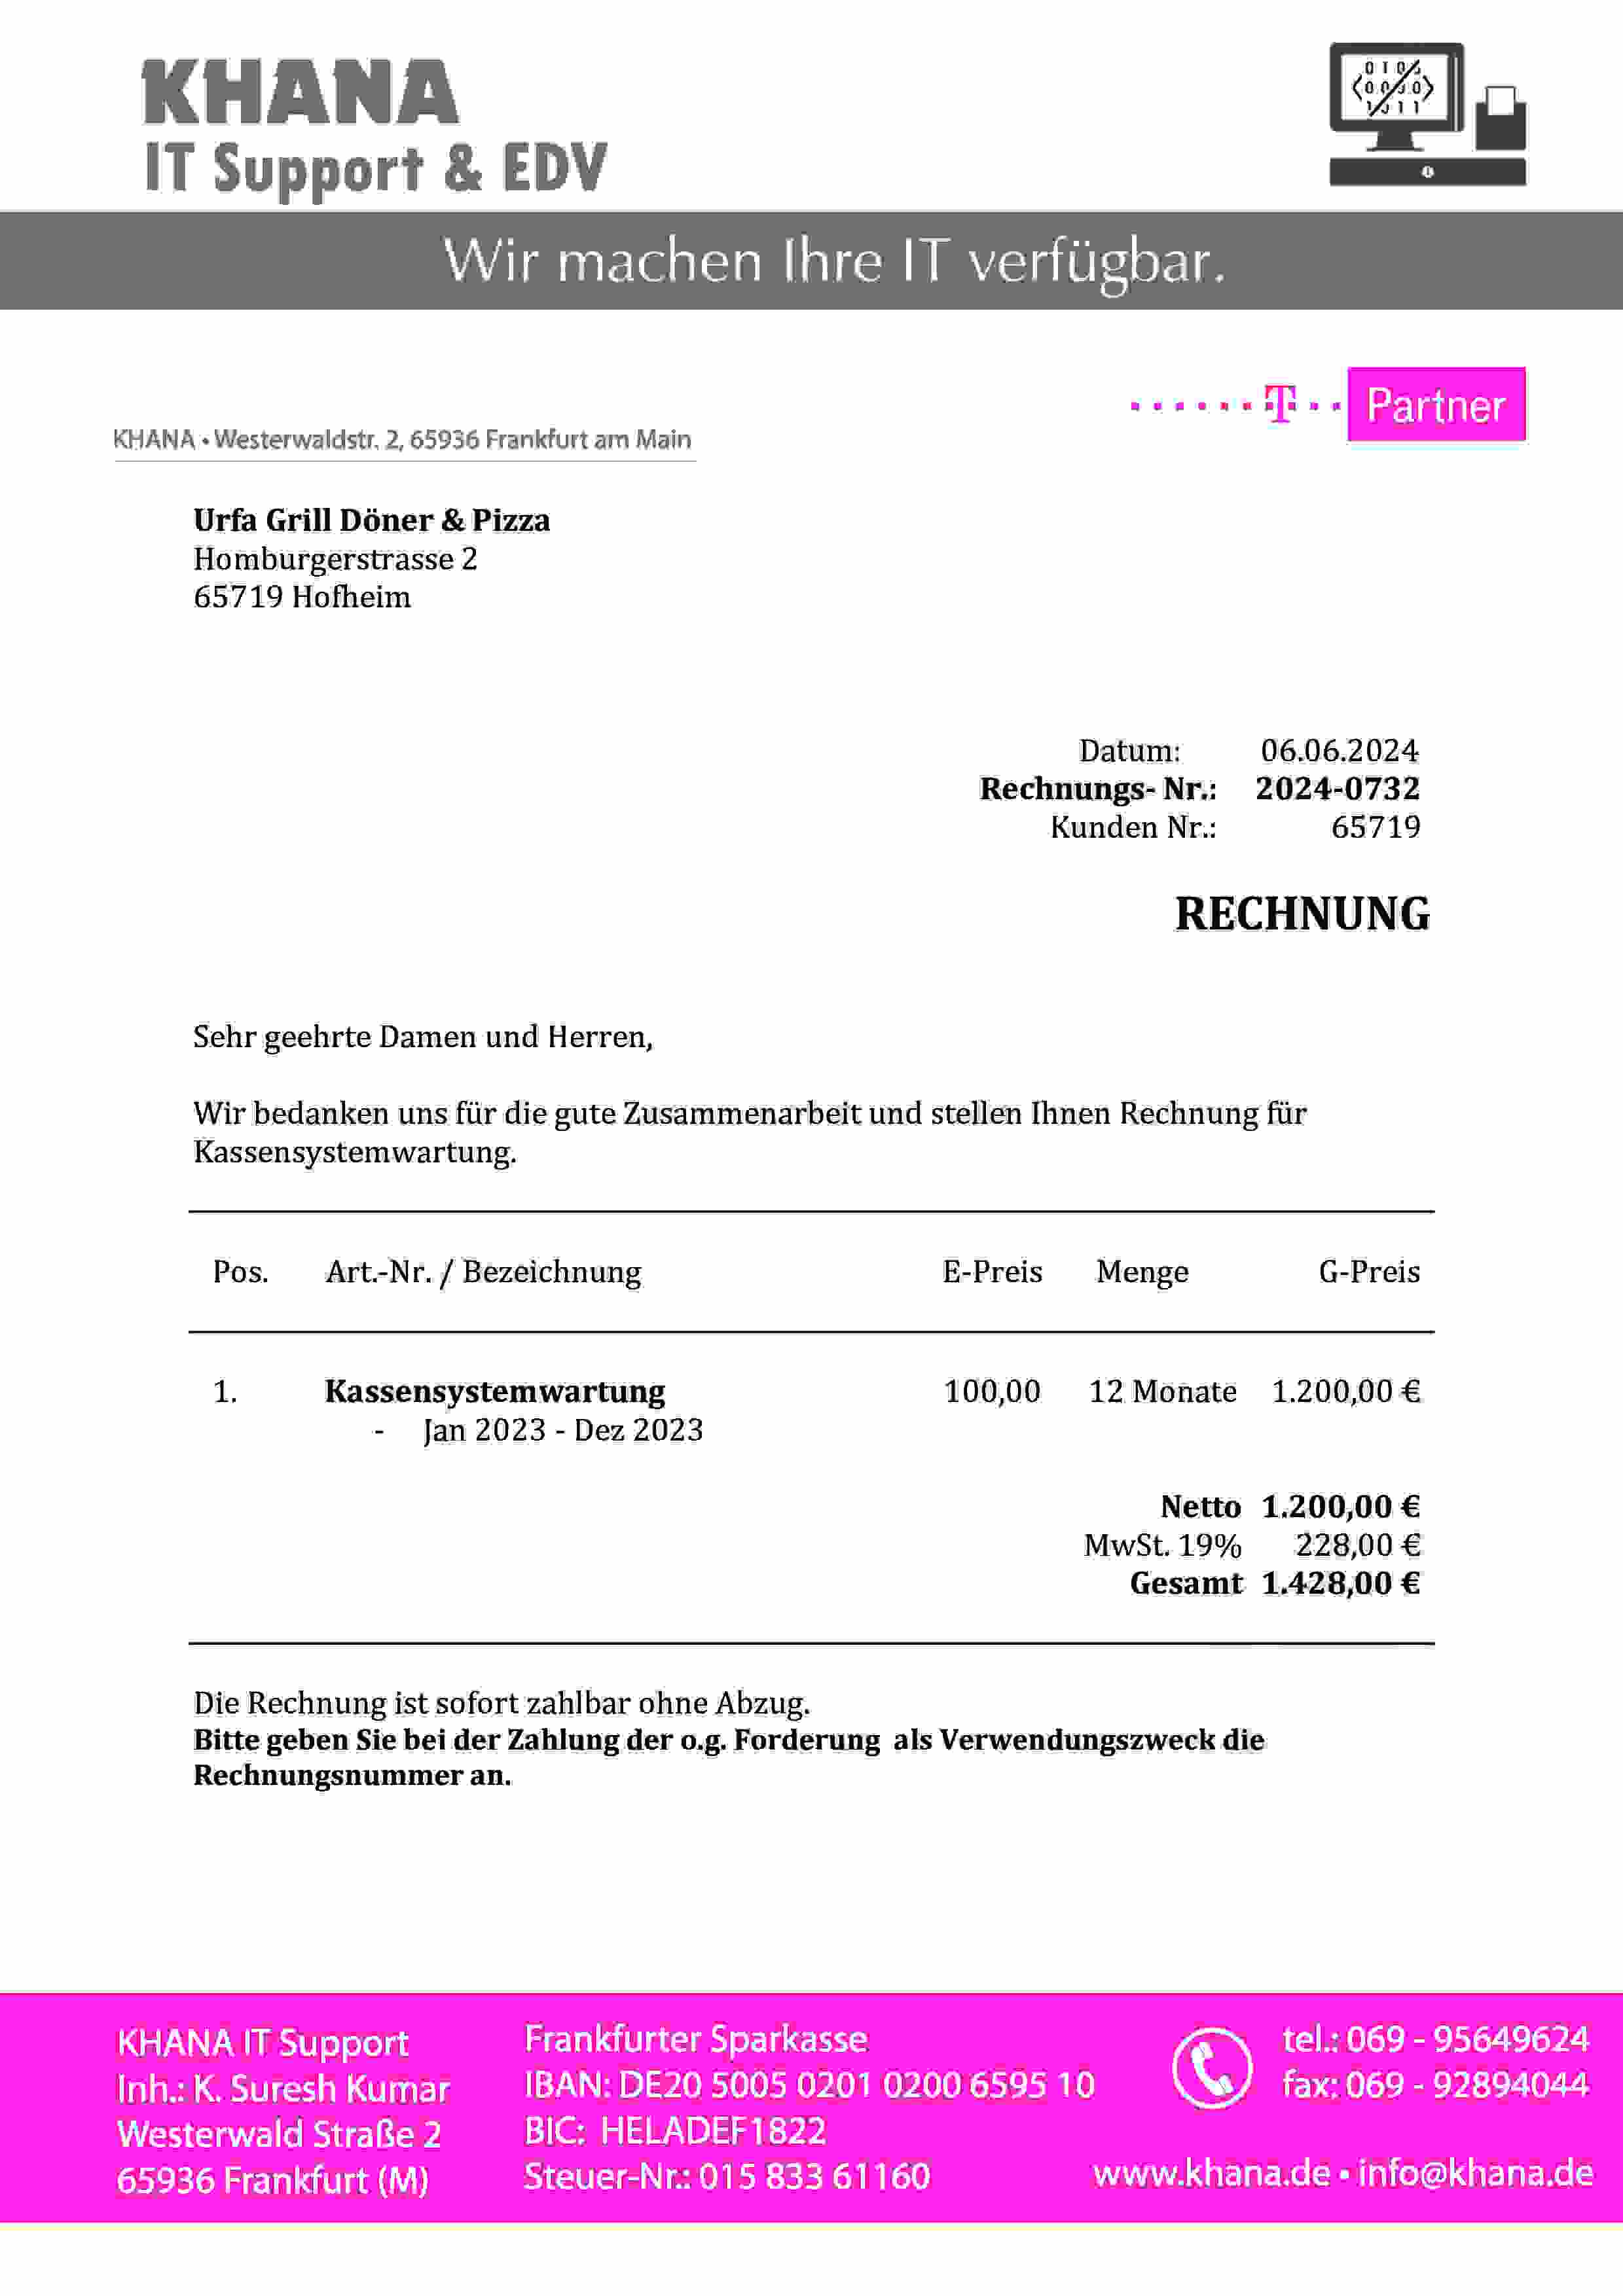 KHANA
IT Support & EDV
Wir machen Ihre IT verfügbar.
T Partner
KHANA • Westerwaldstr. 2, 65936 Frankfurt am Main
Urfa Grill Döner & Pizza
Homburgerstrasse 2
65719 Hofheim
Datum: 06.06.2024
Rechnungs- Nr.: 2024-0732
Kunden Nr.: 65719
RECHNUNG
Sehr geehrte Damen und Herren,
Wir bedanken uns für die gute Zusammenarbeit und stellen Ihnen Rechnung für
Kassensystemwartung.
Pos. Art.-Nr. / Bezeichnung E-Preis Menge G-Preis
1. Kassensystemwartung 100,00 12 Monate 1.200,00 €
- Jan 2023 - Dez 2023
Netto 1.200,00 €
MwSt. 19% 228,00 €
Gesamt 1.428,00 €
Die Rechnung ist sofort zahlbar ohne Abzug.
Bitte geben Sie bei der Zahlung der o.g. Forderung als Verwendungszweck die
Rechnungsnummer an.
KHANA IT Support
Inh.: K. Suresh Kumar
Westerwald Straße 2
65936 Frankfurt (M)
Frankfurter Sparkasse
IBAN: DE20 5005 0201 0200 6595 10
BIC: HELADEF1822
Steuer-Nr.: 015 833 61160
tel.: 069 - 95649624
fax: 069 - 92894044
www.khana.de • info@khana.de